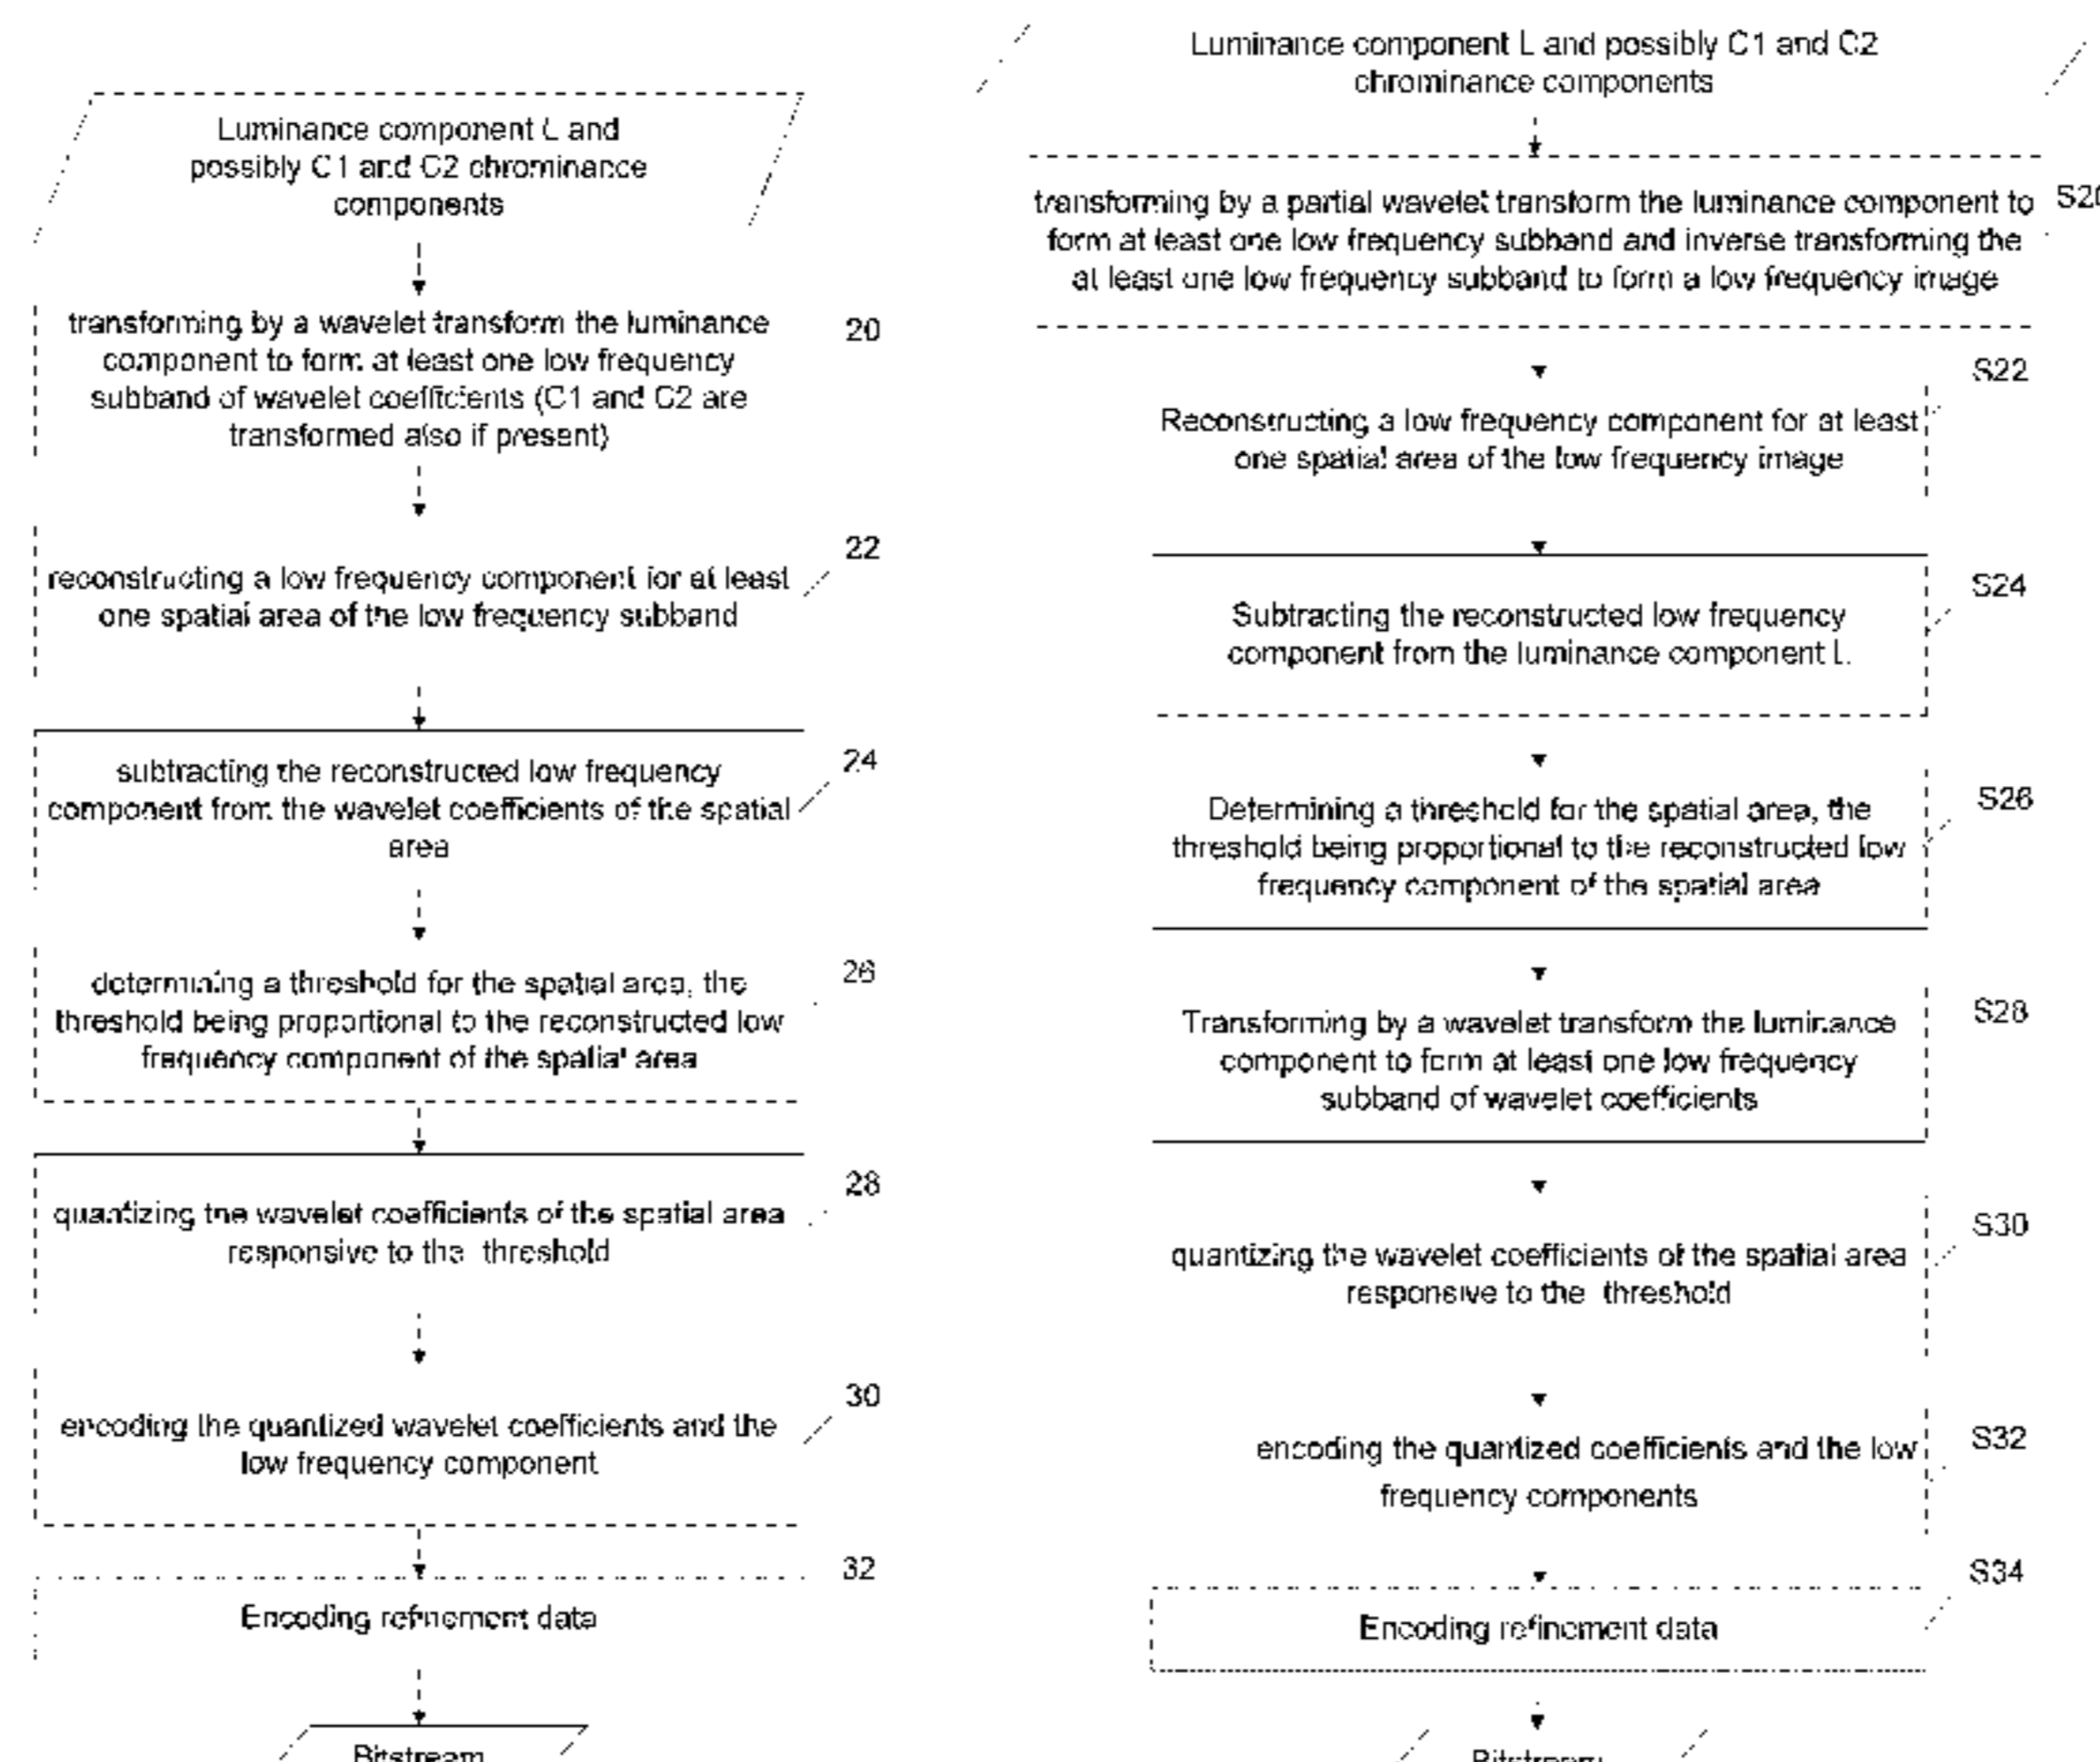 Luminance component L and
possibly C1 and C2 chrominance
components
transforming by a wavelet transform the luminance
component to form at least one low frequency
subband of wavelet coefficients (C1 and C2 are
transformed also if present)
20
reconstructing a low frequency component for at least
one spatial area of the low frequency subband
22
subtracting the reconstructed low frequency
component from the wavelet coefficients of the spatial
area
24
determining a threshold for the spatial area, the
threshold being proportional to the reconstructed low
frequency component of the spatial area
26
quantizing the wavelet coefficients of the spatial area
responsive to the threshold
28
encoding the quantized wavelet coefficients and the
low frequency component
30
Encoding refinement data
32
Bitstream
Luminance component L and possibly C1 and C2
chrominance components
transforming by a partial wavelet transform the luminance component to
form at least one low frequency subband and inverse transforming the
at least one low frequency subband to form a low frequency image
S20
Reconstructing a low frequency component for at least
one spatial area of the low frequency image
S22
Subtracting the reconstructed low frequency
component from the luminance component L.
S24
Determining a threshold for the spatial area, the
threshold being proportional to the reconstructed low
frequency component of the spatial area
S26
Transforming by a wavelet transform the luminance
component to form at least one low frequency
subband of wavelet coefficients
S28
quantizing the wavelet coefficients of the spatial area
responsive to the threshold
S30
encoding the quantized coefficients and the low
frequency components
S32
Encoding refinement data
S34
Bitstream